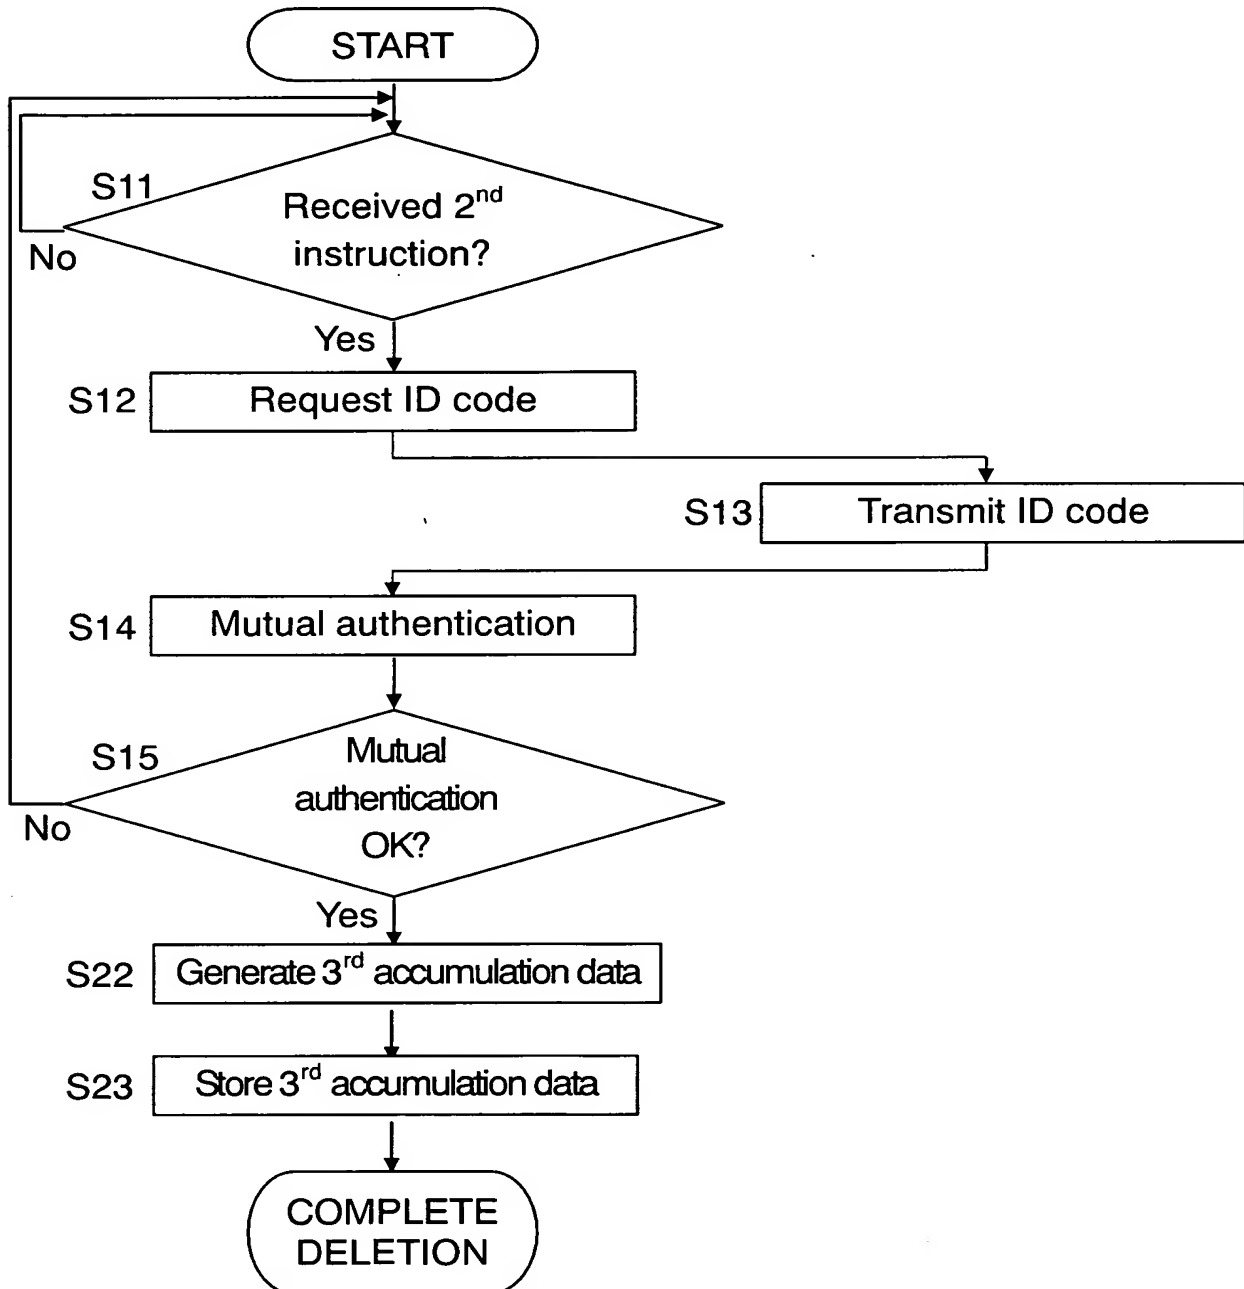 START
S11
Received 2nd
instruction?
No
Yes
S12
Request ID code
S13
Transmit ID code
S14
Mutual authentication
S15
Mutual
authentication
OK?
No
Yes
S22
Generate 3rd accumulation data
S23
Store 3rd accumulation data
COMPLETE
DELETION